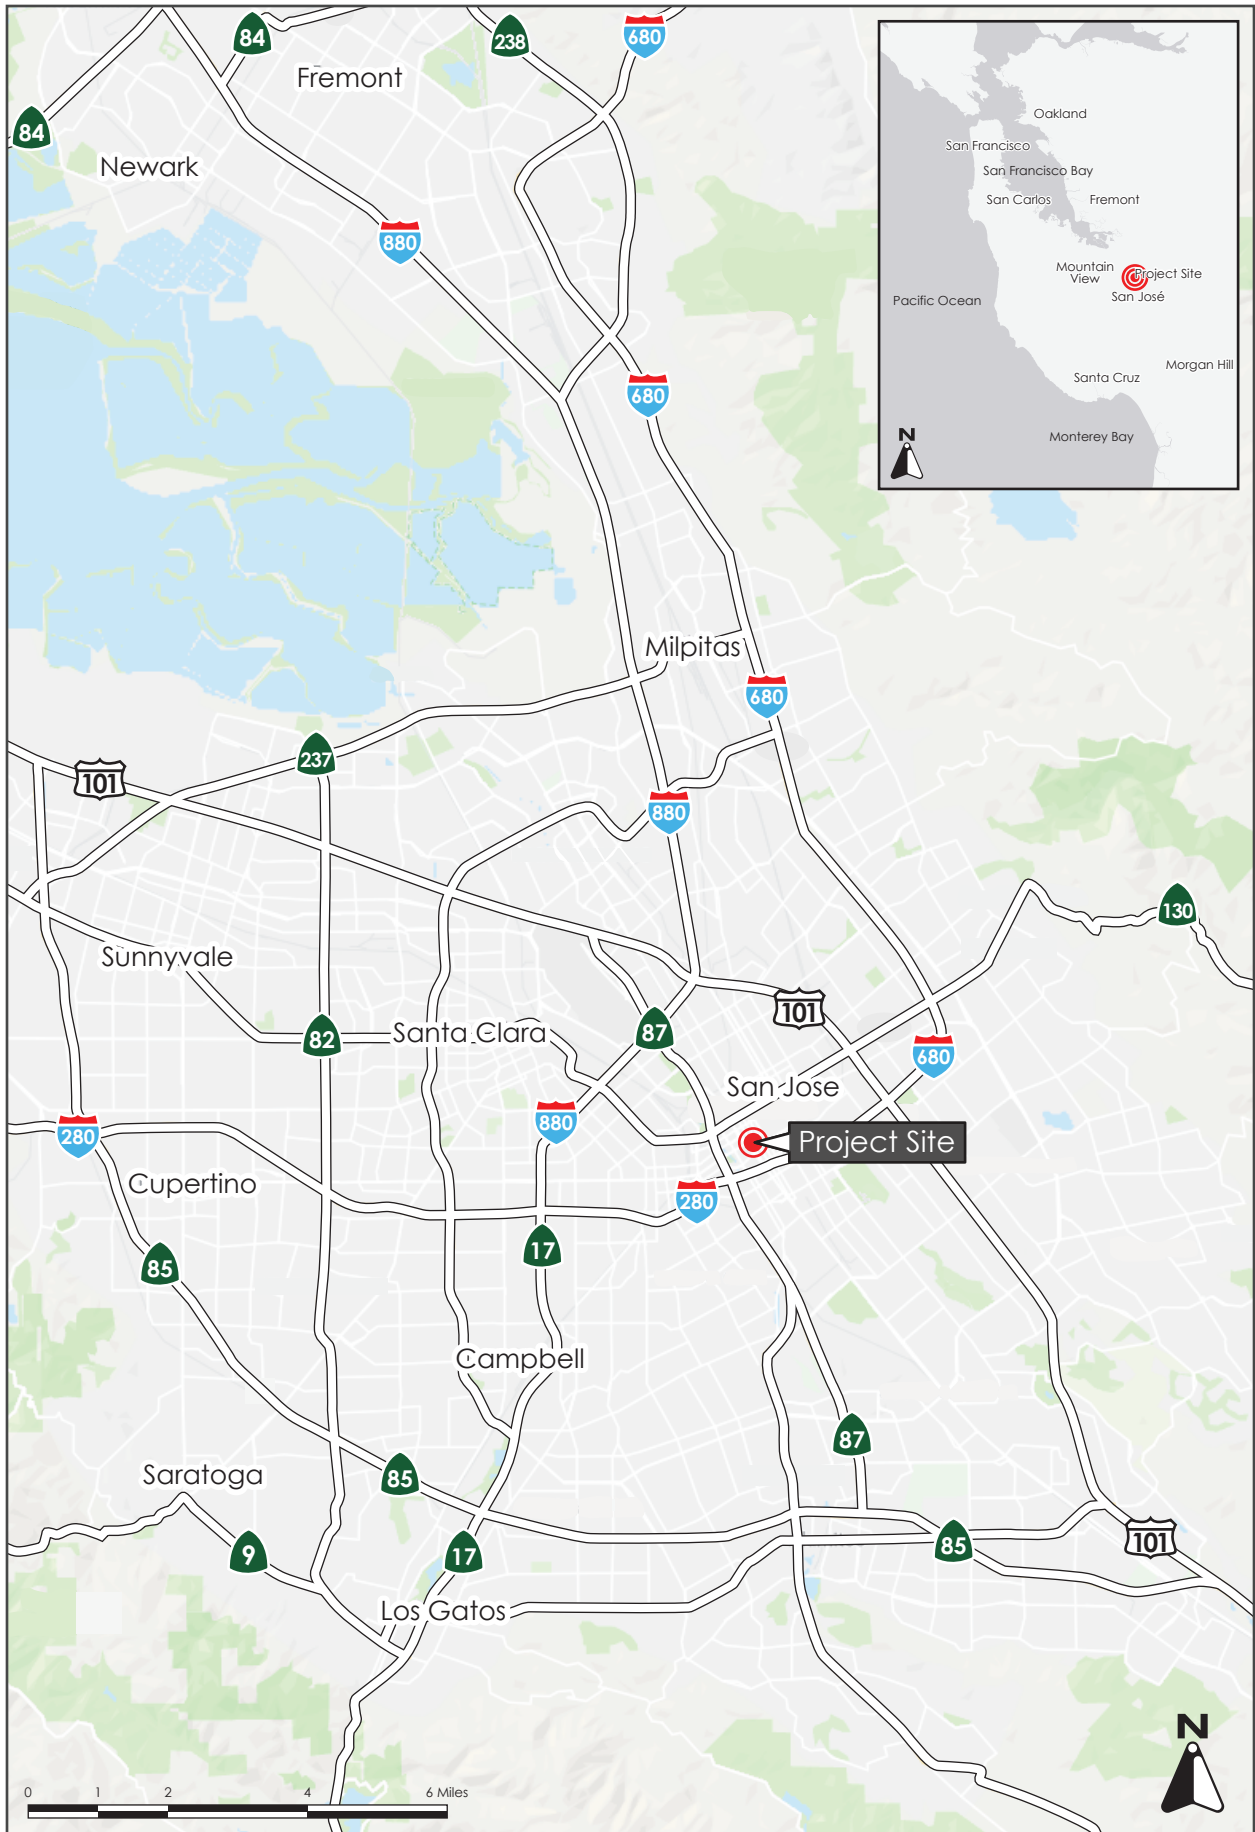 84
238
680
Fremont
84
Newark
880
680
Oakland
San Francisco
San Francisco Bay
San Carlos
Fremont
Mountain
View
Project Site
San José
Pacific Ocean
Morgan Hill
Santa Cruz
Monterey Bay
N
Milpitas
680
237
101
880
130
Sunnyvale
101
82
Santa Clara
87
680
San Jose
880
280
Project Site
Cupertino
280
17
85
Campbell
87
Saratoga
85
9
17
85
101
Los Gatos
N
0
1
2
4
6 Miles